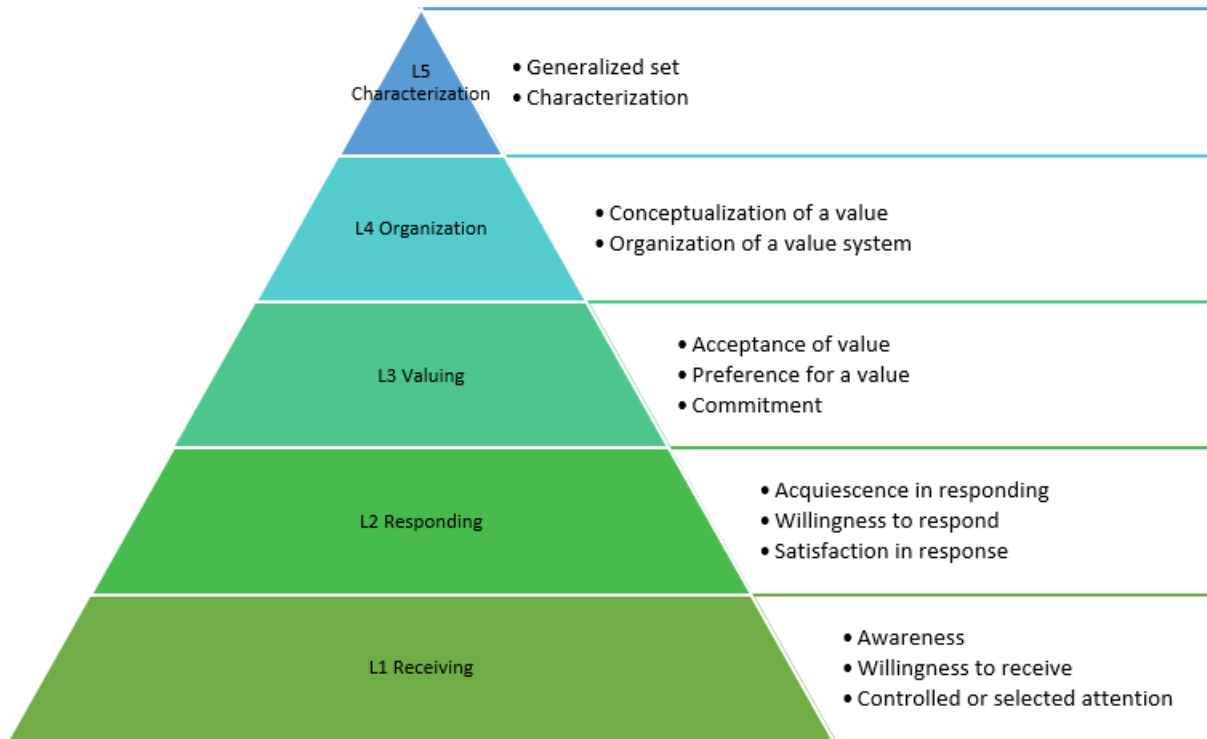 L5
Characterization
• Generalized set
• Characterization
L4 Organization
• Conceptualization of a value
• Organization of a value system
L3 Valuing
• Acceptance of value
• Preference for a value
• Commitment
L2 Responding
• Acquiescence in responding
• Willingness to respond
• Satisfaction in response
L1 Receiving
• Awareness
• Willingness to receive
• Controlled or selected attention